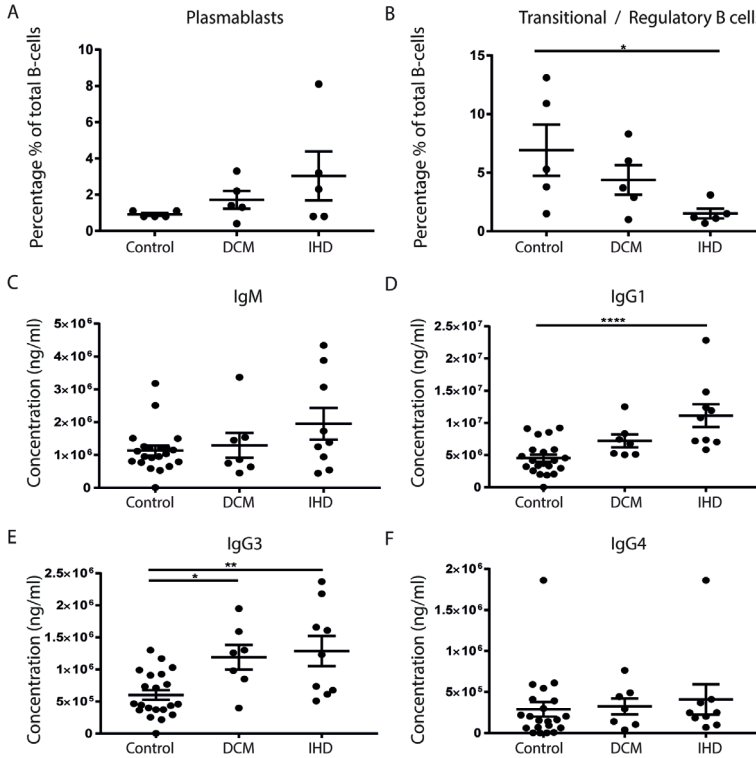 A
Plasmablasts
Percentage % of total B-cells
10
8
6
4
2
0
Control DCM IHD
B
Transitional / Regulatory B cell
Percentage % of total B-cells
*
15
10
5
0
Control DCM IHD
C
IgM
Concentration (ng/ml)
5×10⁶
4×10⁶
3×10⁶
2×10⁶
1×10⁶
0
Control DCM IHD
D
IgG1
Concentration (ng/ml)
****
2.5×10⁷
2×10⁷
1.5×10⁷
1×10⁷
5×10⁶
0
Control DCM IHD
E
IgG3
Concentration (ng/ml)
**
*
2.5×10⁶
2×10⁶
1.5×10⁶
1×10⁶
5×10⁵
0
Control DCM IHD
F
IgG4
Concentration (ng/ml)
2×10⁶
1.5×10⁶
1×10⁶
5×10⁵
0
Control DCM IHD